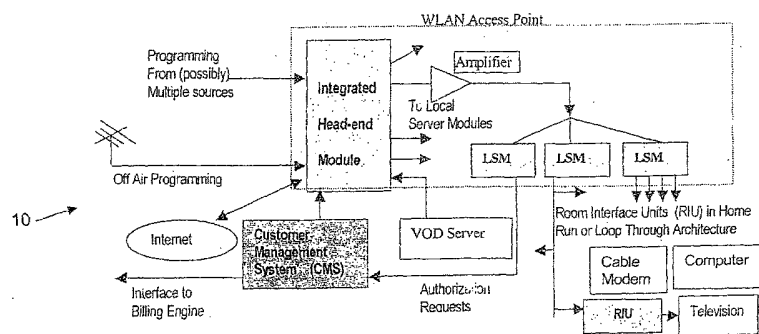 WLAN Access Point
Programming
From (possibly)
Multiple sources
Integrated
Head-end
Module
Amplifier
To Local
Server Modules
LSM
LSM
LSM
Off Air Programming
10
Internet
Customer-
Management
System (CMS)
VOD Server
Room Interface Units (RIU) in Home
Run or Loop Through Architecture
Cable
Modem
Computer
Interface to
Billing Engine
Authorization
Requests
RIU
Television